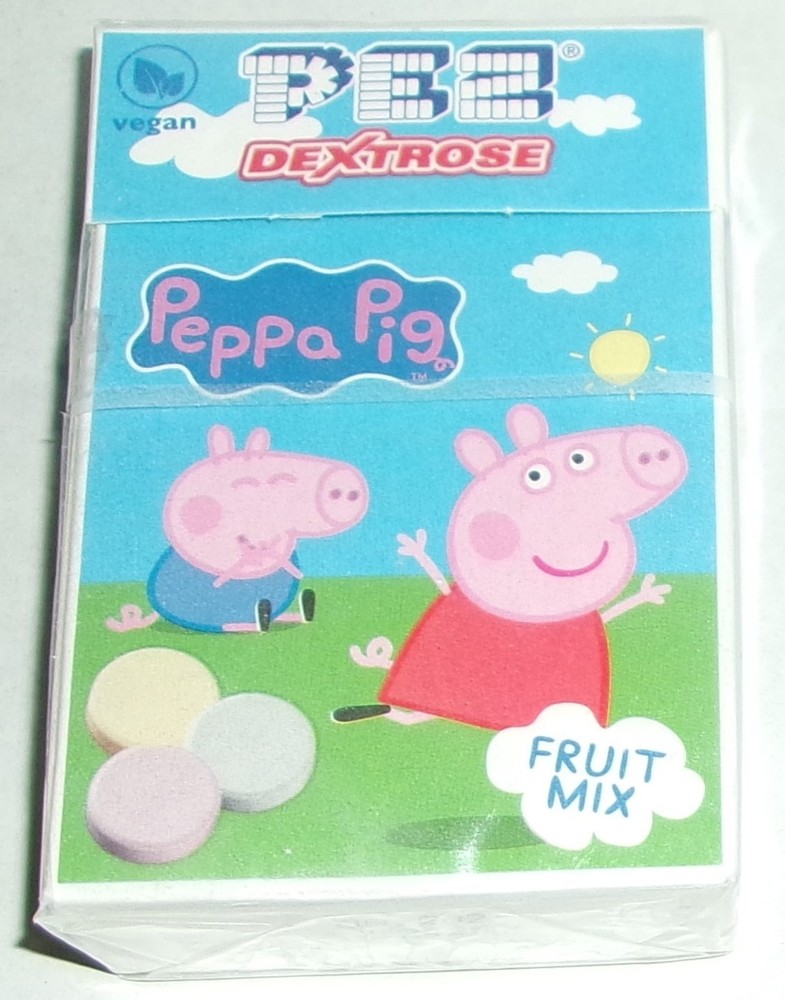 vegan
PEZ®
DEXTROSE
Peppa Pig
™
FRUIT
MIX